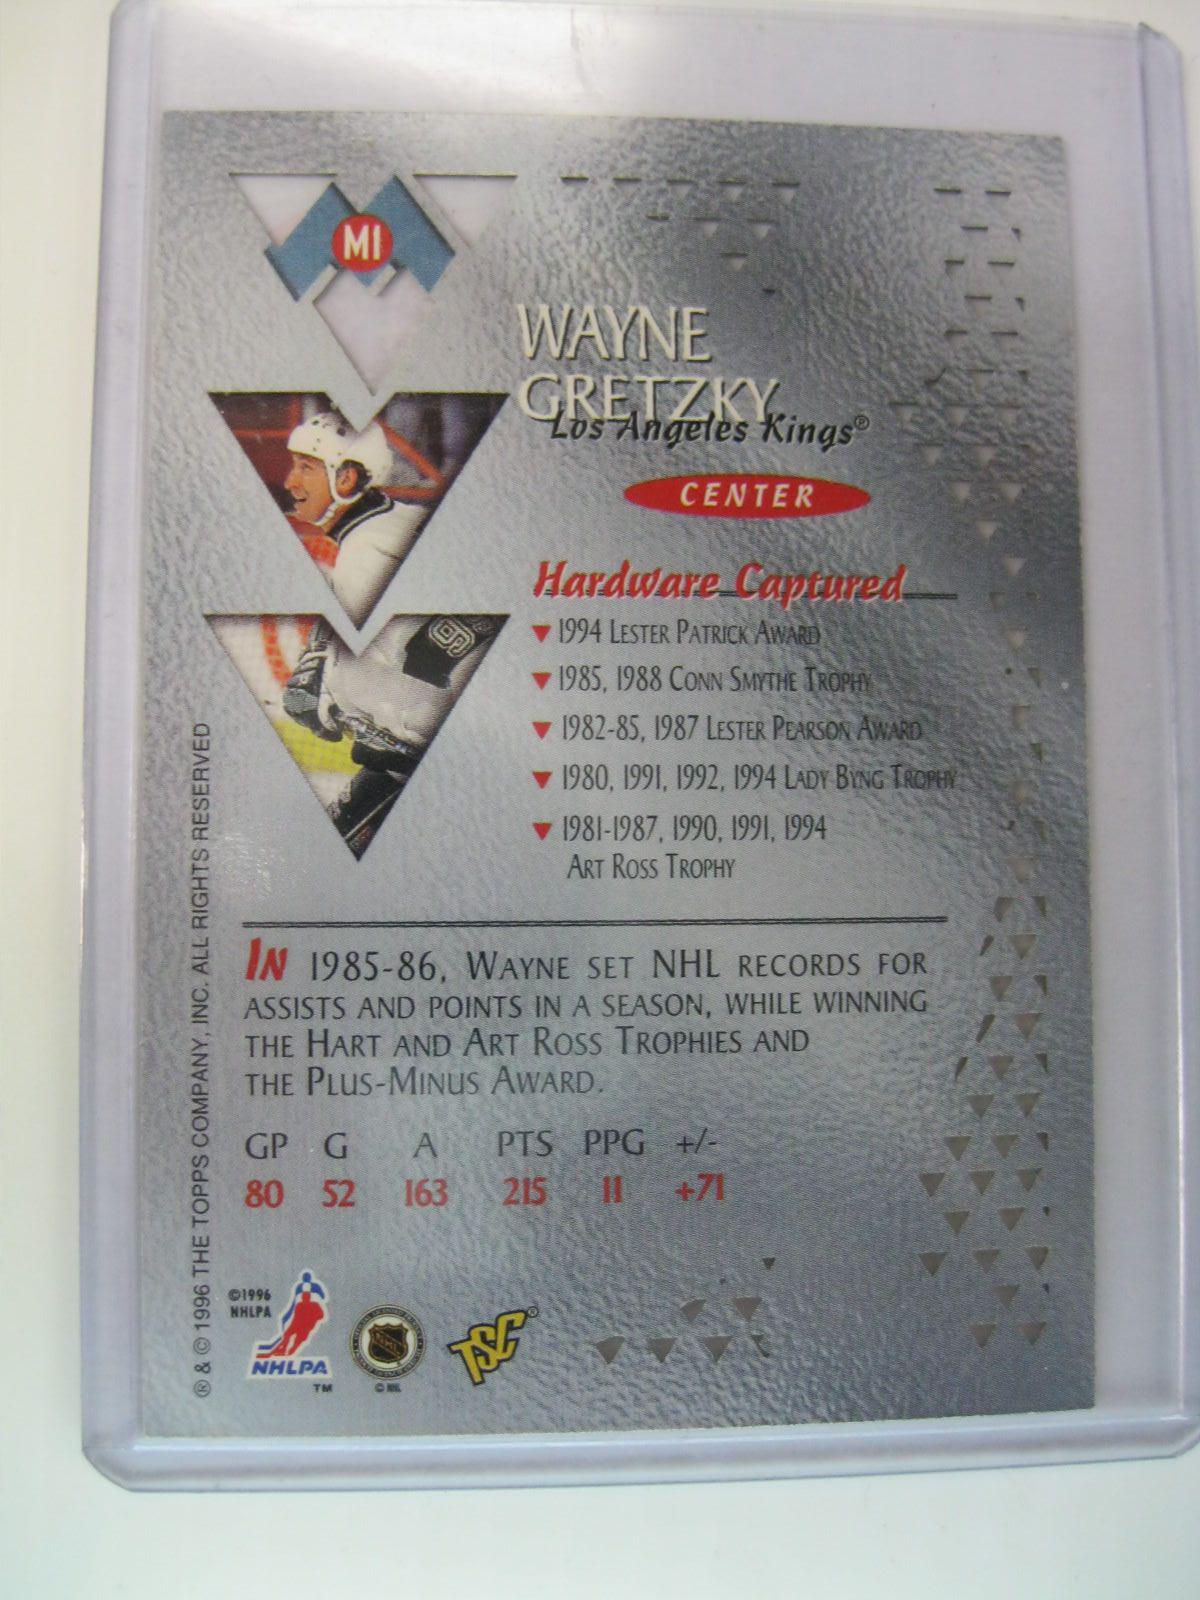 M1
WAYNE
GRETZKY
Los Angeles Kings®
CENTER
Hardware Captured
▼ 1994 LESTER PATRICK AWARD
▼ 1985, 1988 CONN SMYTHE TROPHY
▼ 1982-85, 1987 LESTER PEARSON AWARD
▼ 1980, 1991, 1992, 1994 LADY BYNG TROPHY
▼ 1981-1987, 1990, 1991, 1994
ART ROSS TROPHY
IN 1985-86, WAYNE SET NHL RECORDS FOR
ASSISTS AND POINTS IN A SEASON, WHILE WINNING
THE HART AND ART ROSS TROPHIES AND
THE PLUS-MINUS AWARD.
GP G A PTS PPG +/-
80 52 163 215 11 +71
® & © 1996 THE TOPPS COMPANY, INC. ALL RIGHTS RESERVED
©1996
NHLPA
NHLPA
™
NHL
© NHL
TSC®